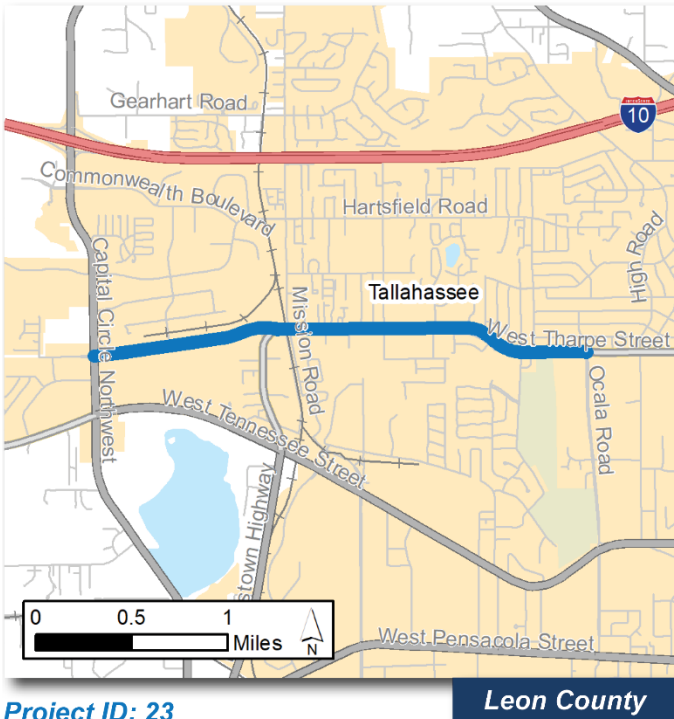 Gearhart Road
10
Commonwealth Boulevard
Hartsfield Road
High Road
Capital Circle Northwest
Tallahassee
Mission Road
West Tharpe Street
West Tennessee Street
Ocala Road
stown Highway
0 0.5 1
Miles
N
West Pensacola Street
Project ID: 23
Leon County